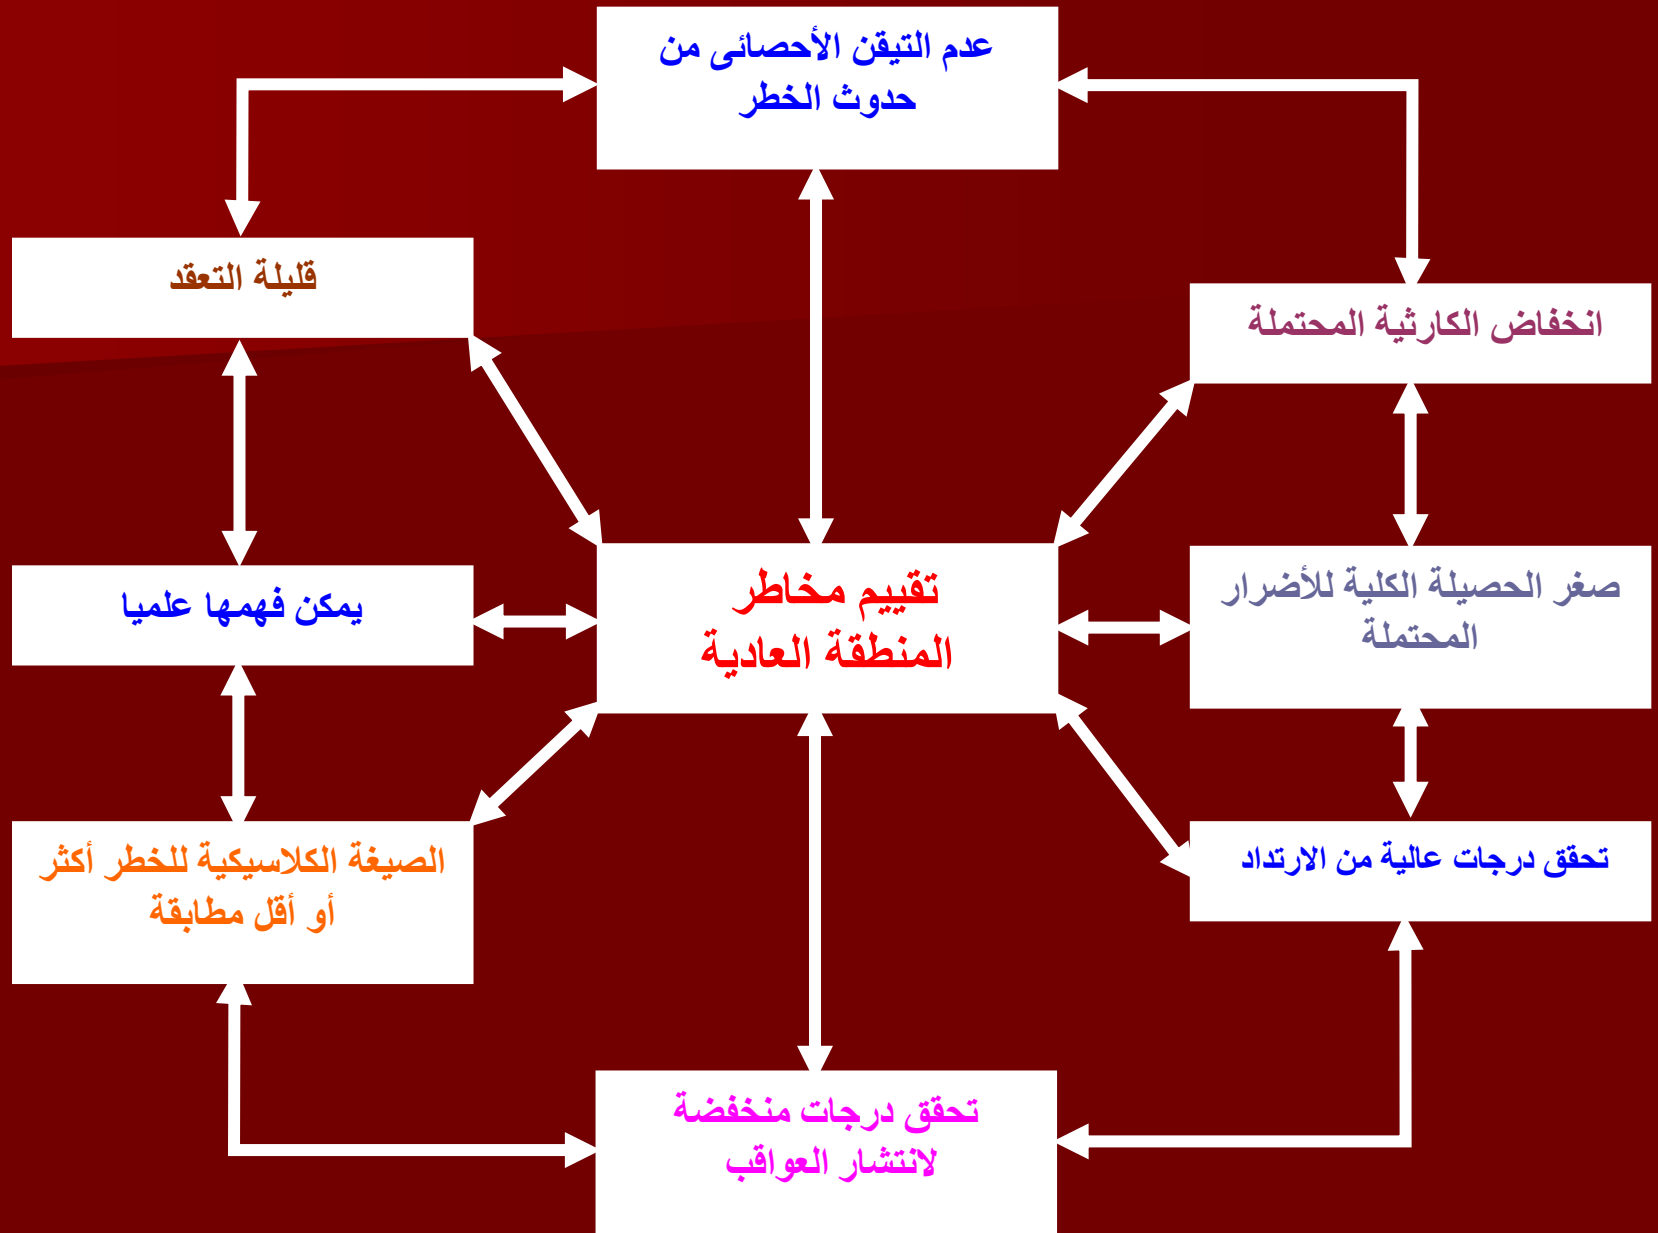 عدم التيقن الأحصائى من
حدوث الخطر
قليلة التعقد
انخفاض الكارثية المحتملة
يمكن فهمها علميا
تقييم مخاطر
المنطقة العادية
صغر الحصيلة الكلية للأضرار
المحتملة
الصيغة الكلاسيكية للخطر أكثر
أو أقل مطابقة
تحقق درجات عالية من الارتداد
تحقق درجات منخفضة
لانتشار العواقب